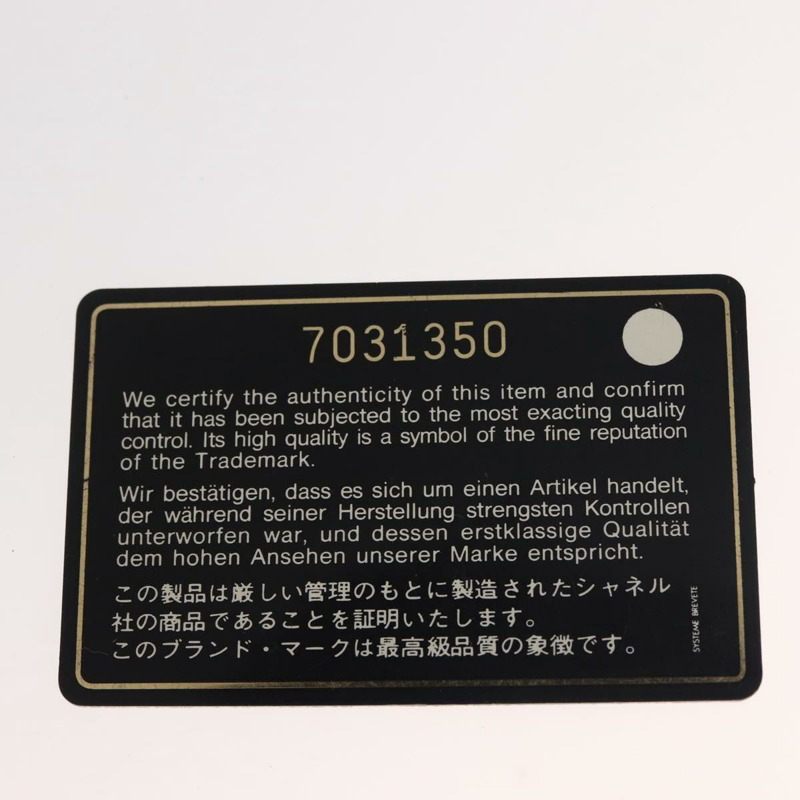 7031350
We certify the authenticity of this item and confirm
that it has been subjected to the most exacting quality
control. Its high quality is a symbol of the fine reputation
of the Trademark.
Wir bestätigen, dass es sich um einen Artikel handelt,
der während seiner Herstellung strengsten Kontrollen
unterworfen war, und dessen erstklassige Qualität
dem hohen Ansehen unserer Marke entspricht.
この製品は厳しい管理のもとに製造されたシャネル
社の商品であることを証明いたします。
このブランド・マークは最高級品質の象徴です。
SYSTEME BREVETE